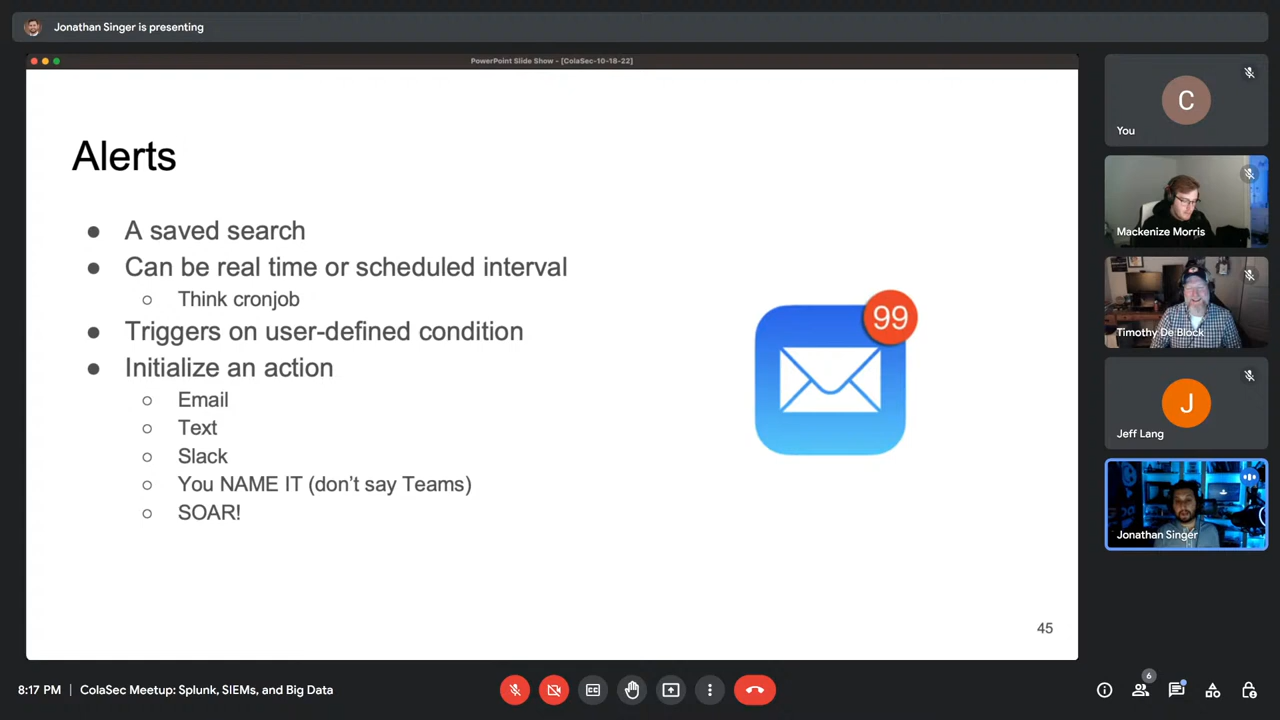 Jonathan Singer is presenting
PowerPoint Slide Show - [ColaSec-10-18-22]
Alerts
● A saved search
● Can be real time or scheduled interval
○ Think cronjob
● Triggers on user-defined condition
● Initialize an action
○ Email
○ Text
○ Slack
○ You NAME IT (don’t say Teams)
○ SOAR!
99
45
C
You
Mackenize Morris
Timothy De Block
J
Jeff Lang
Jonathan Singer
8:17 PM | ColaSec Meetup: Splunk, SIEMs, and Big Data
CC
6